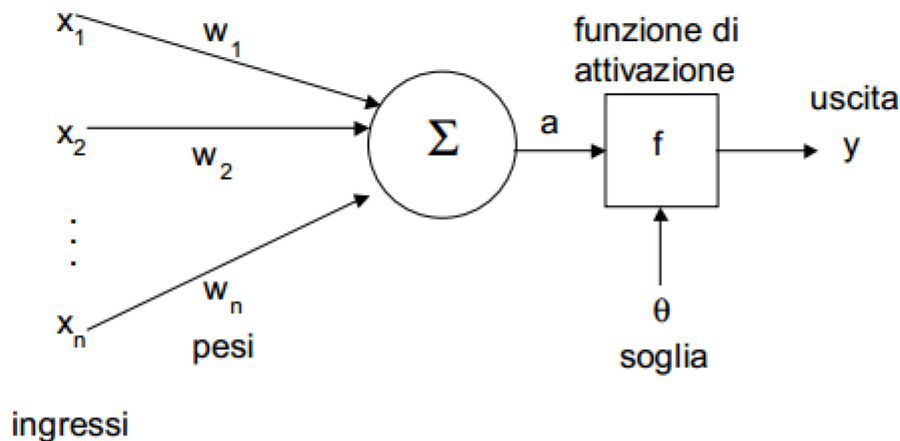 x1
w1
x2
w2
.
.
.
xn
wn
pesi
ingressi
Σ
a
funzione di
attivazione
f
θ
soglia
uscita
y